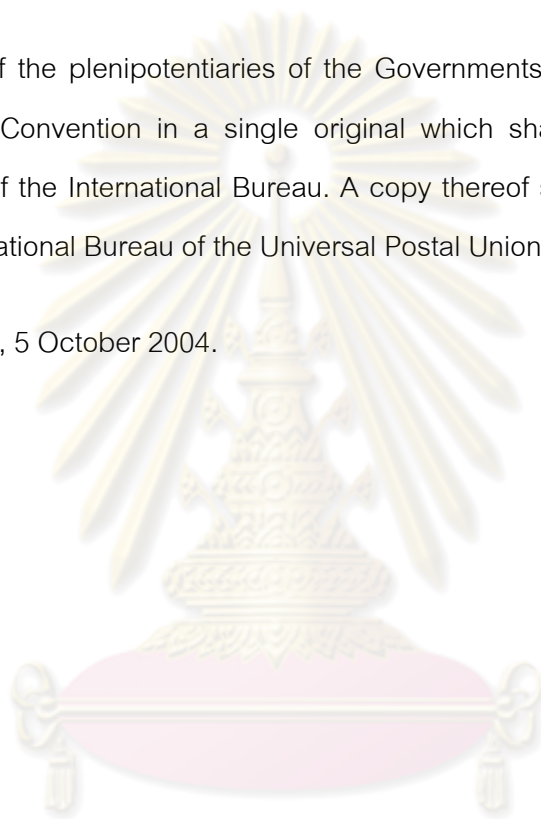 f the plenipotentiaries of the Governments
Convention in a single original which sha
f the International Bureau. A copy thereof s
ational Bureau of the Universal Postal Union
, 5 October 2004.